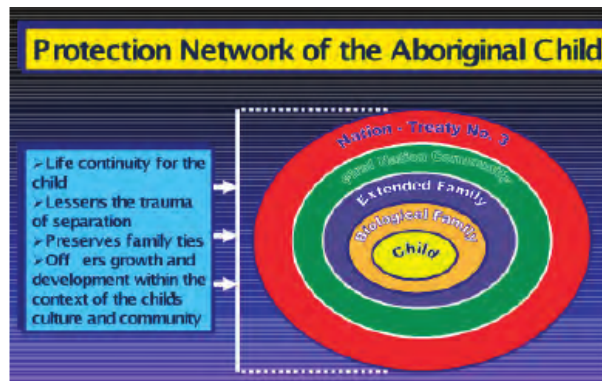 Protection Network of the Aboriginal Child
➢Life continuity for the
child
➢Lessens the trauma
of separation
➢Preserves family ties
➢Off ers growth and
development within the
context of the child's
culture and community
Nation - Treaty No. 3
First Nation Community
Extended Family
Biological Family
Child